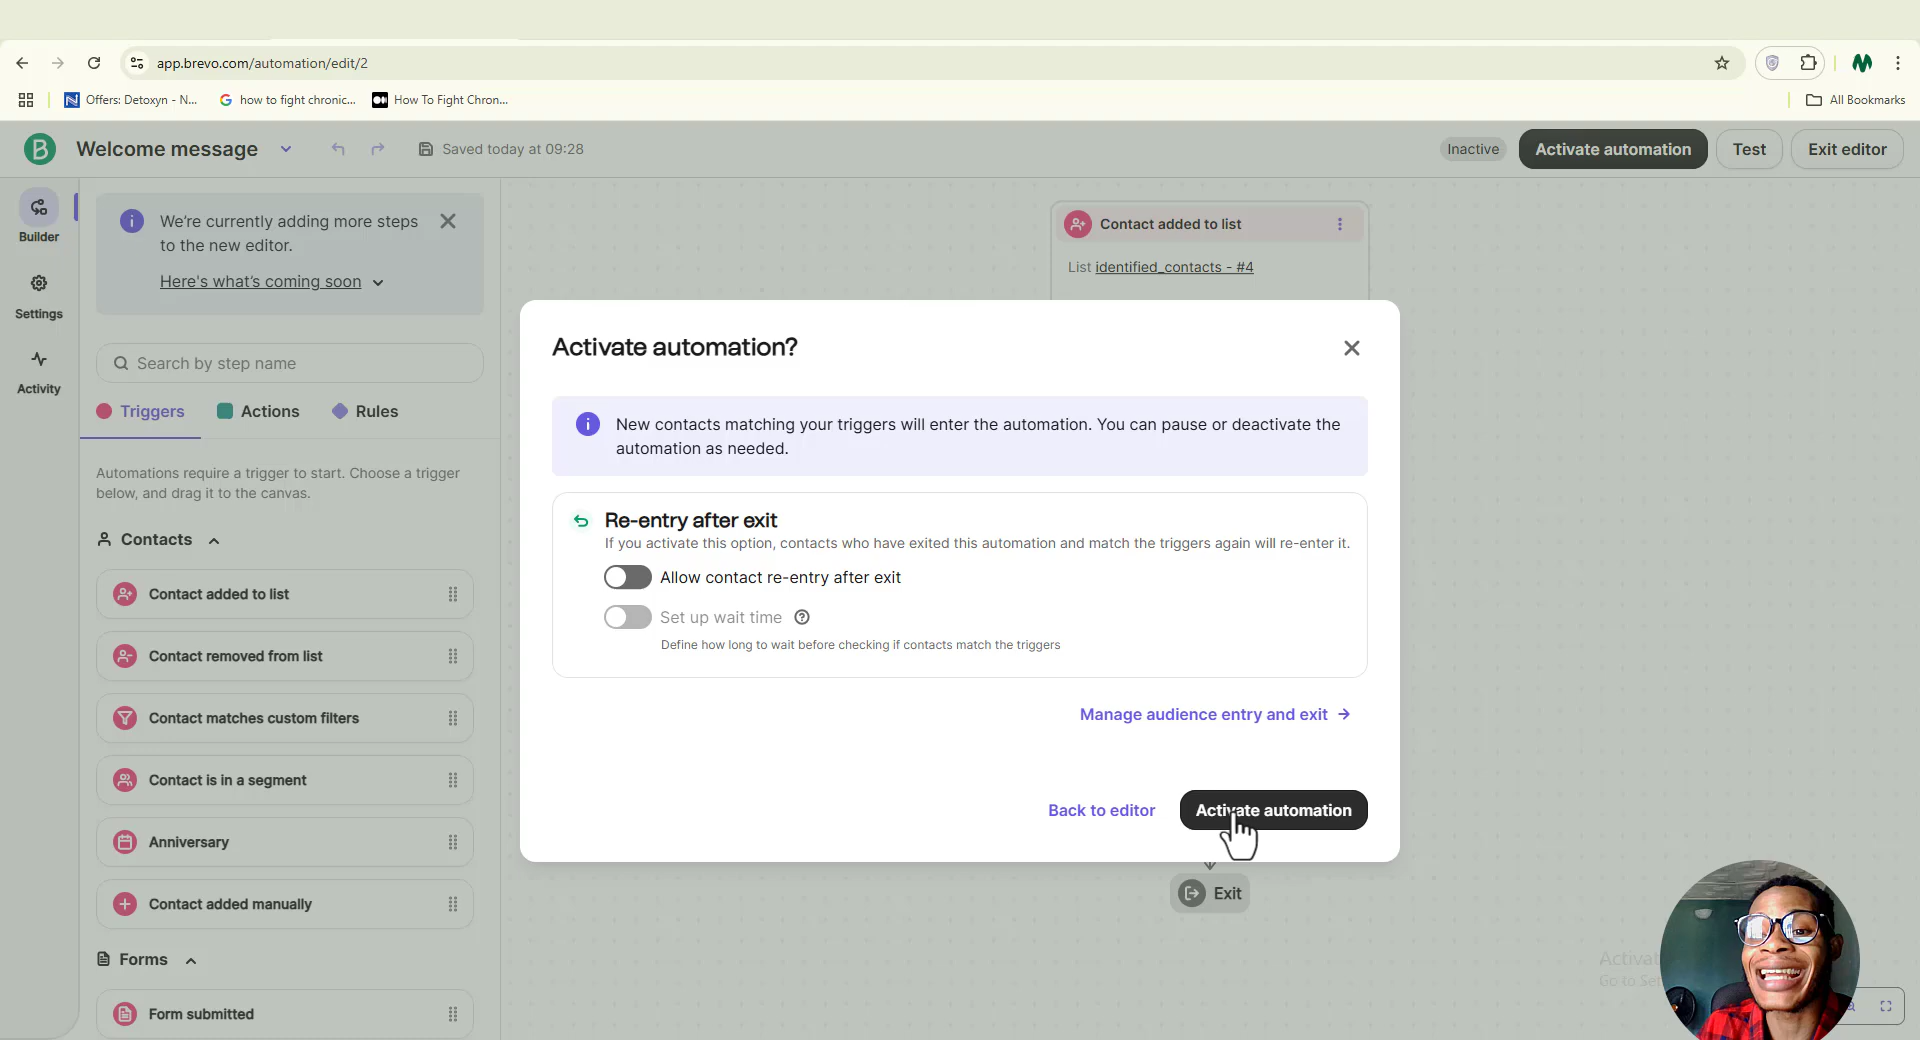 app.brevo.com/automation/edit/2
Offers: Detoxyn - N...
how to fight chronic...
How To Fight Chron...
All Bookmarks
B
Welcome message
Saved today at 09:28
Inactive
Activate automation
Test
Exit editor
Builder
Settings
Activity
We're currently adding more steps
to the new editor.
Here's what's coming soon
Search by step name
Triggers
Actions
Rules
Automations require a trigger to start. Choose a trigger
below, and drag it to the canvas.
Contacts
Contact added to list
Contact removed from list
Contact matches custom filters
Contact is in a segment
Anniversary
Contact added manually
Forms
Form submitted
Contact added to list
List identified_contacts - #4
Activate automation?
New contacts matching your triggers will enter the automation. You can pause or deactivate the
automation as needed.
Re-entry after exit
If you activate this option, contacts who have exited this automation and match the triggers again will re-enter it.
Allow contact re-entry after exit
Set up wait time
Define how long to wait before checking if contacts match the triggers
Manage audience entry and exit
Back to editor
Activate automation
Exit